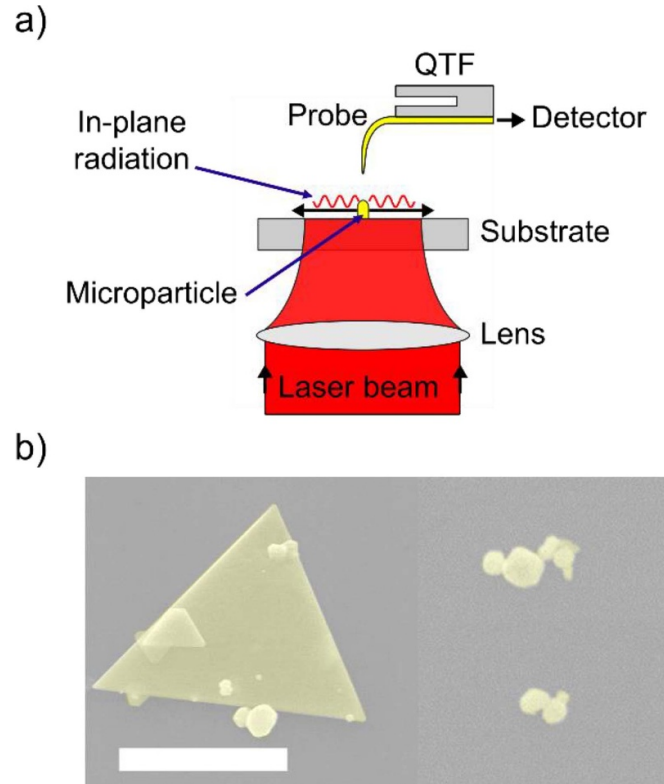 a)
QTF
Probe
Detector
In-plane
radiation
Substrate
Microparticle
Lens
Laser beam
b)